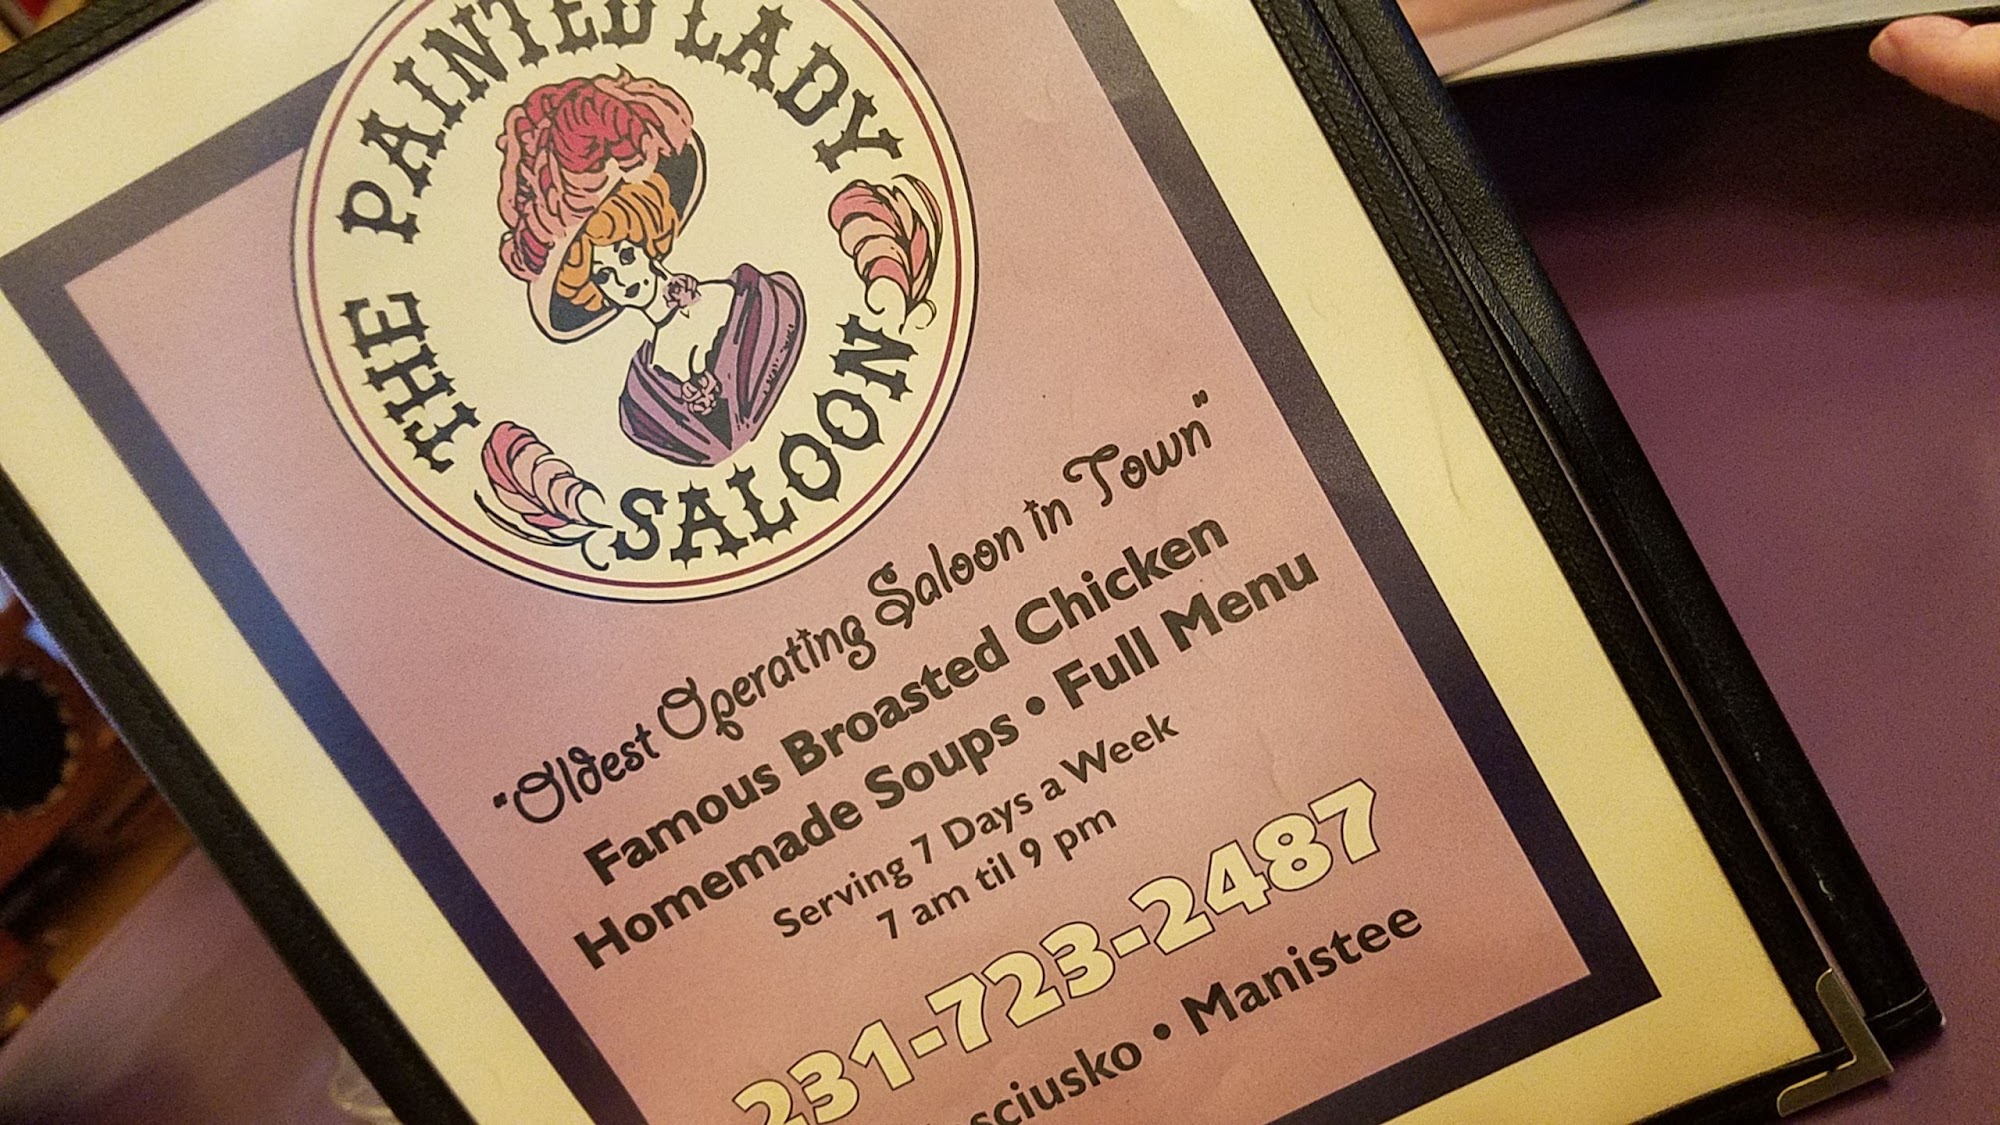 THE PAINTED LADY
SALOON
"Oldest Operating Saloon in Town"
Famous Broasted Chicken
Homemade Soups • Full Menu
Serving 7 Days a Week
7 am til 9 pm
231-723-2487
sciusko • Manistee